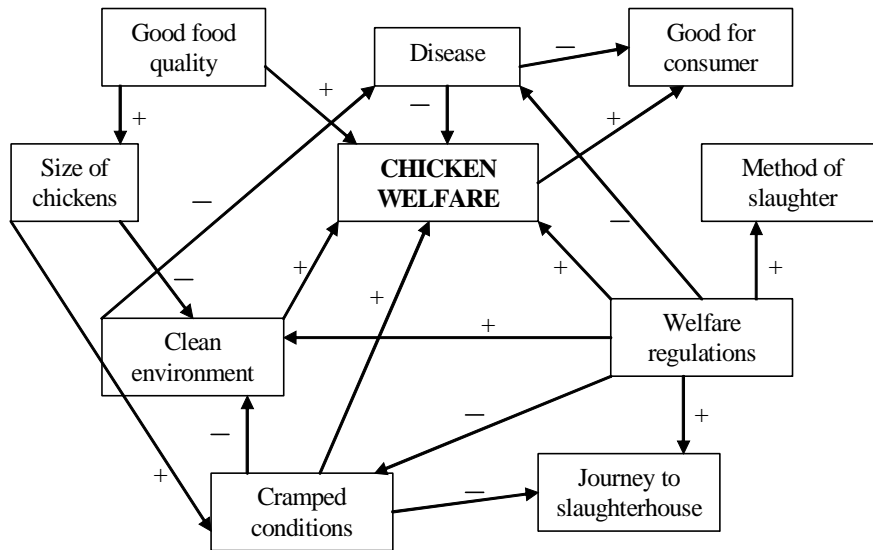 Good food
quality
Disease
Good for
consumer
—
+
—
+
+
Size of
chickens
CHICKEN
WELFARE
Method of
slaughter
—
—
—
+
+
+
+
Clean
environment
+
Welfare
regulations
—
—
+
+
Cramped
conditions
—
Journey to
slaughterhouse